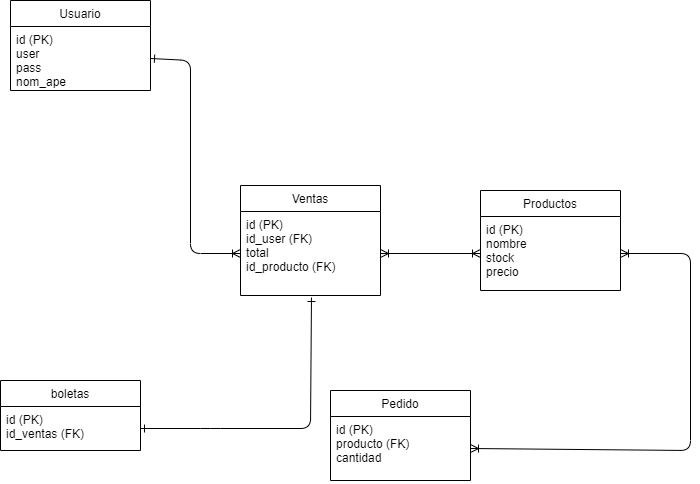 Usuario
id (PK)
user
pass
nom_ape
Ventas
id (PK)
id_user (FK)
total
id_producto (FK)
Productos
id (PK)
nombre
stock
precio
boletas
id (PK)
id_ventas (FK)
Pedido
id (PK)
producto (FK)
cantidad